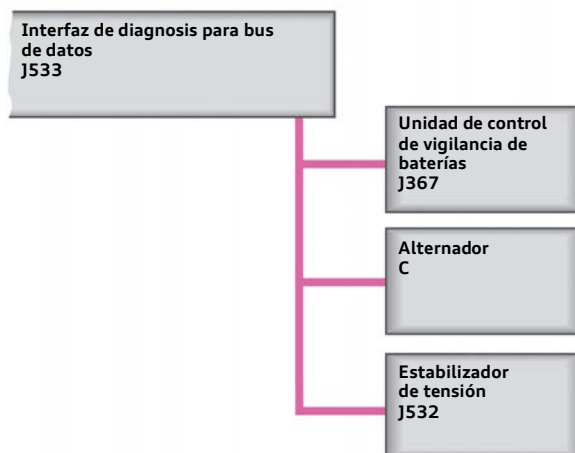 Interfaz de diagnosis para bus
de datos
J533
Unidad de control
de vigilancia de
baterías
J367
Alternador
C
Estabilizador
de tensión
J532